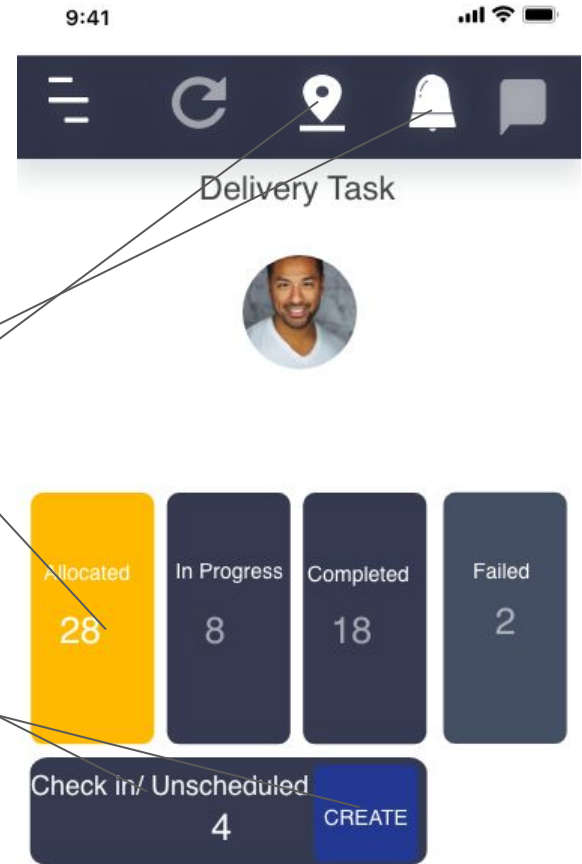 9:41
Delivery Task
Allocated
In Progress
Completed
Failed
28
8
18
2
Check in/ Unscheduled
4
CREATE